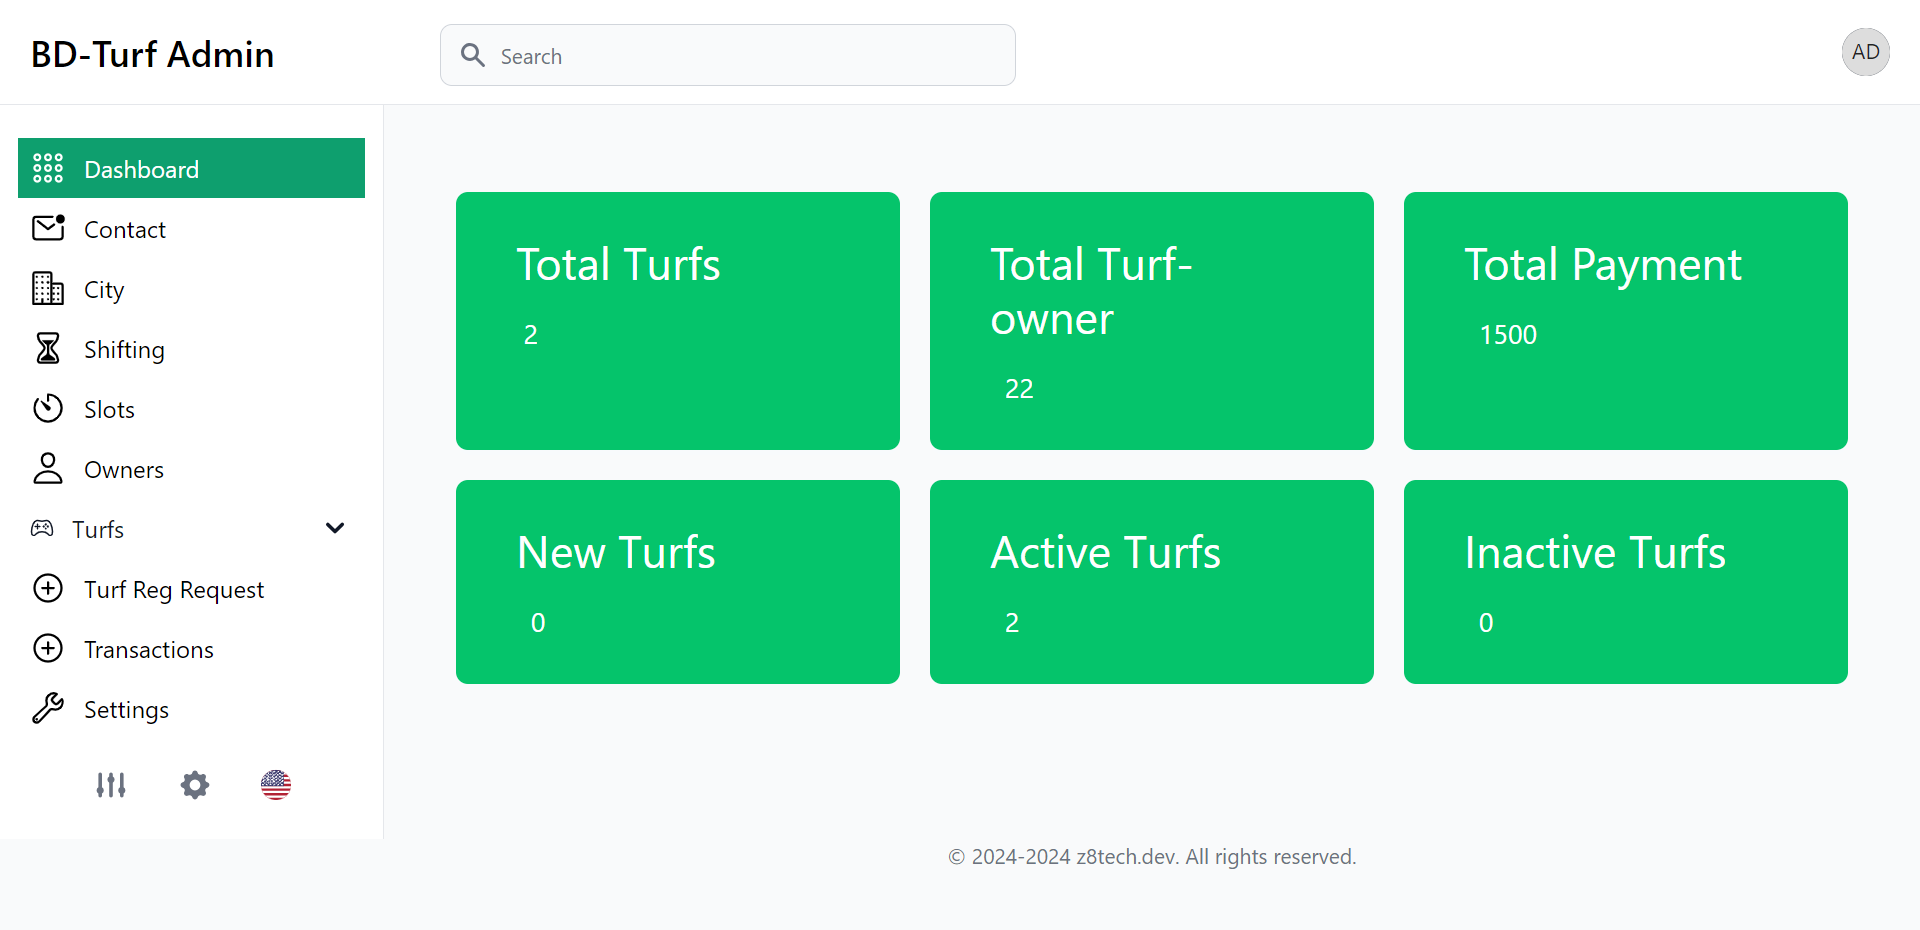 BD-Turf Admin
Search
AD
Dashboard
Contact
City
Shifting
Slots
Owners
Turfs
Turf Reg Request
Transactions
Settings
Total Turfs
2
Total Turf-
owner
22
Total Payment
1500
New Turfs
0
Active Turfs
2
Inactive Turfs
0
© 2024-2024 z8tech.dev. All rights reserved.